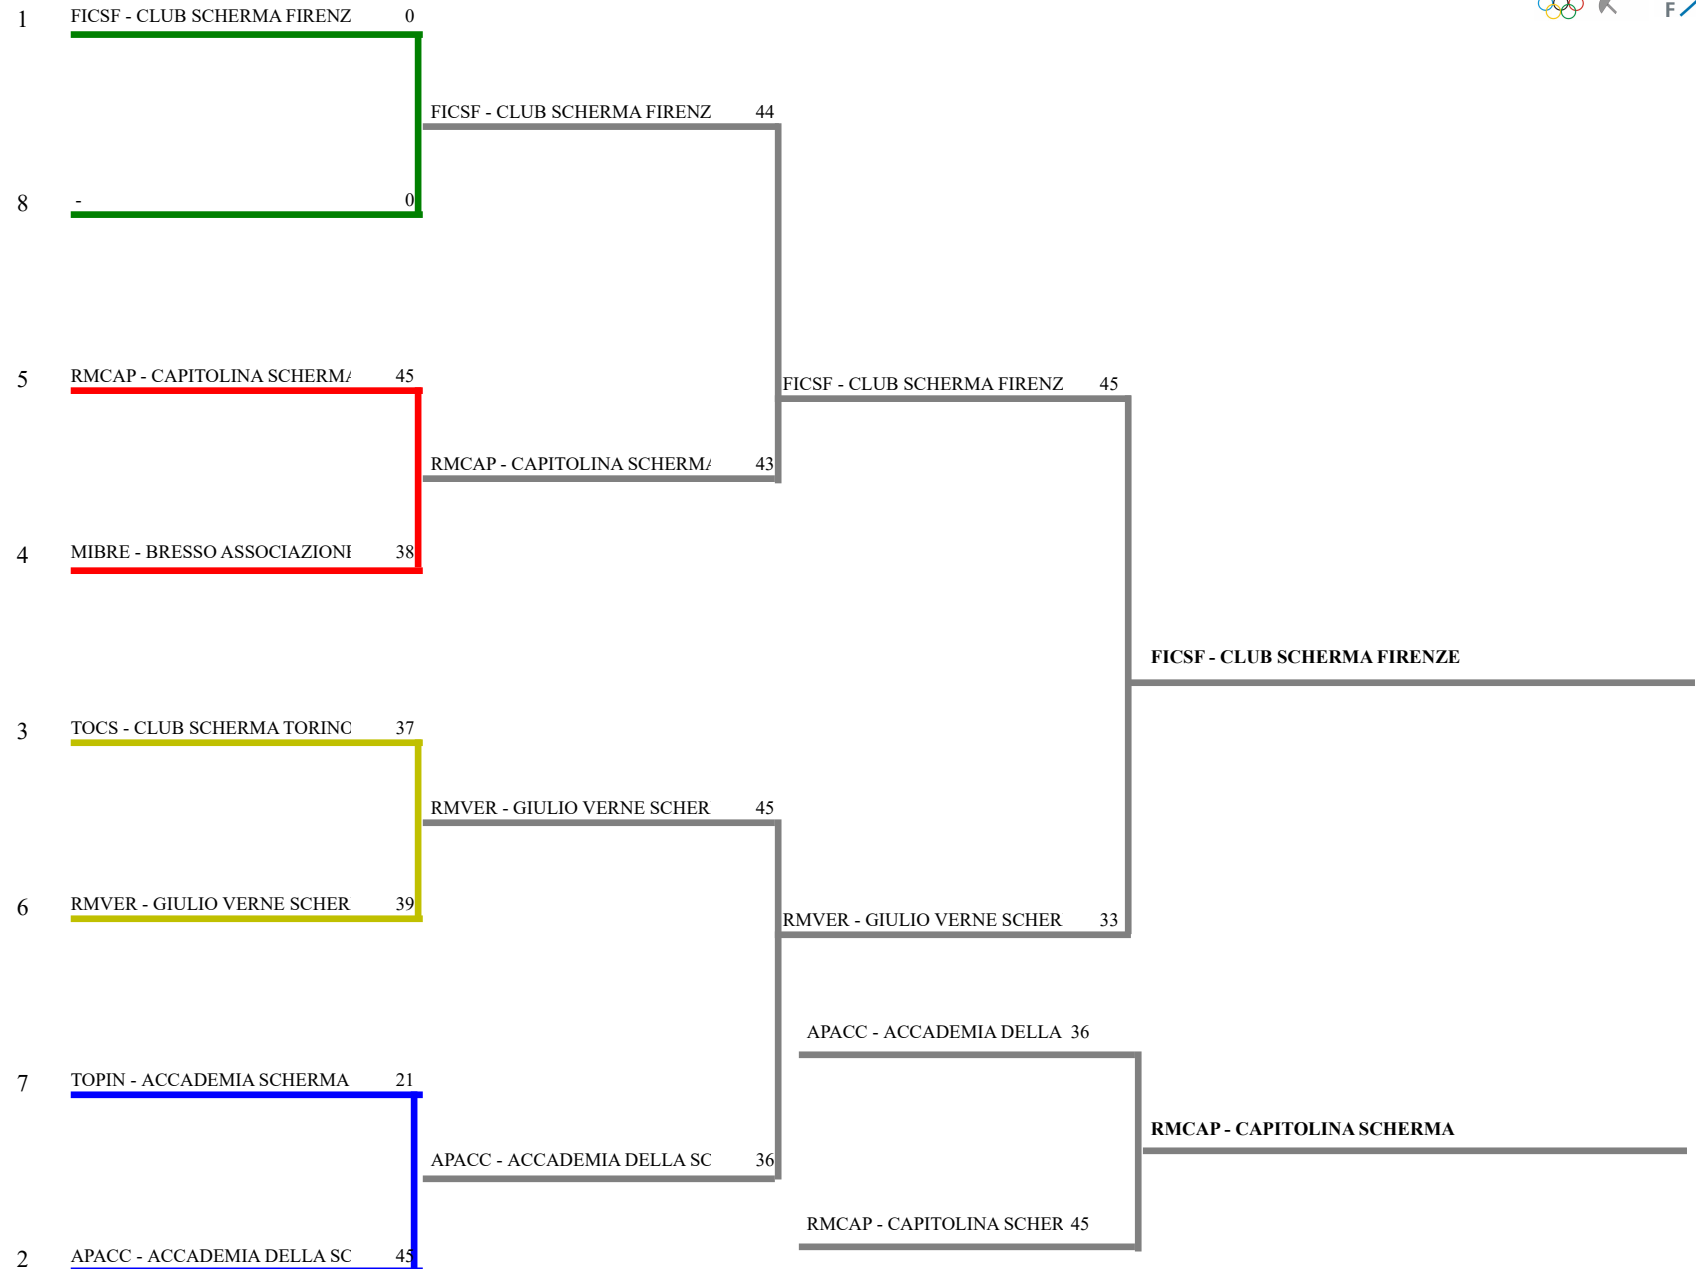 1 FICSF - CLUB SCHERMA FIRENZ 0
FICSF - CLUB SCHERMA FIRENZ 44
8 - 0
5 RMCAP - CAPITOLINA SCHERMA 45
FICSF - CLUB SCHERMA FIRENZ 45
RMCAP - CAPITOLINA SCHERMA 43
4 MIBRE - BRESSO ASSOCIAZIONE 38
FICSF - CLUB SCHERMA FIRENZE
3 TOCS - CLUB SCHERMA TORINO 37
RMVER - GIULIO VERNE SCHER 45
6 RMVER - GIULIO VERNE SCHER 39
RMVER - GIULIO VERNE SCHER 33
APACC - ACCADEMIA DELLA 36
7 TOPIN - ACCADEMIA SCHERMA 21
RMCAP - CAPITOLINA SCHERMA
APACC - ACCADEMIA DELLA SC 36
RMCAP - CAPITOLINA SCHER 45
2 APACC - ACCADEMIA DELLA SC 45
F